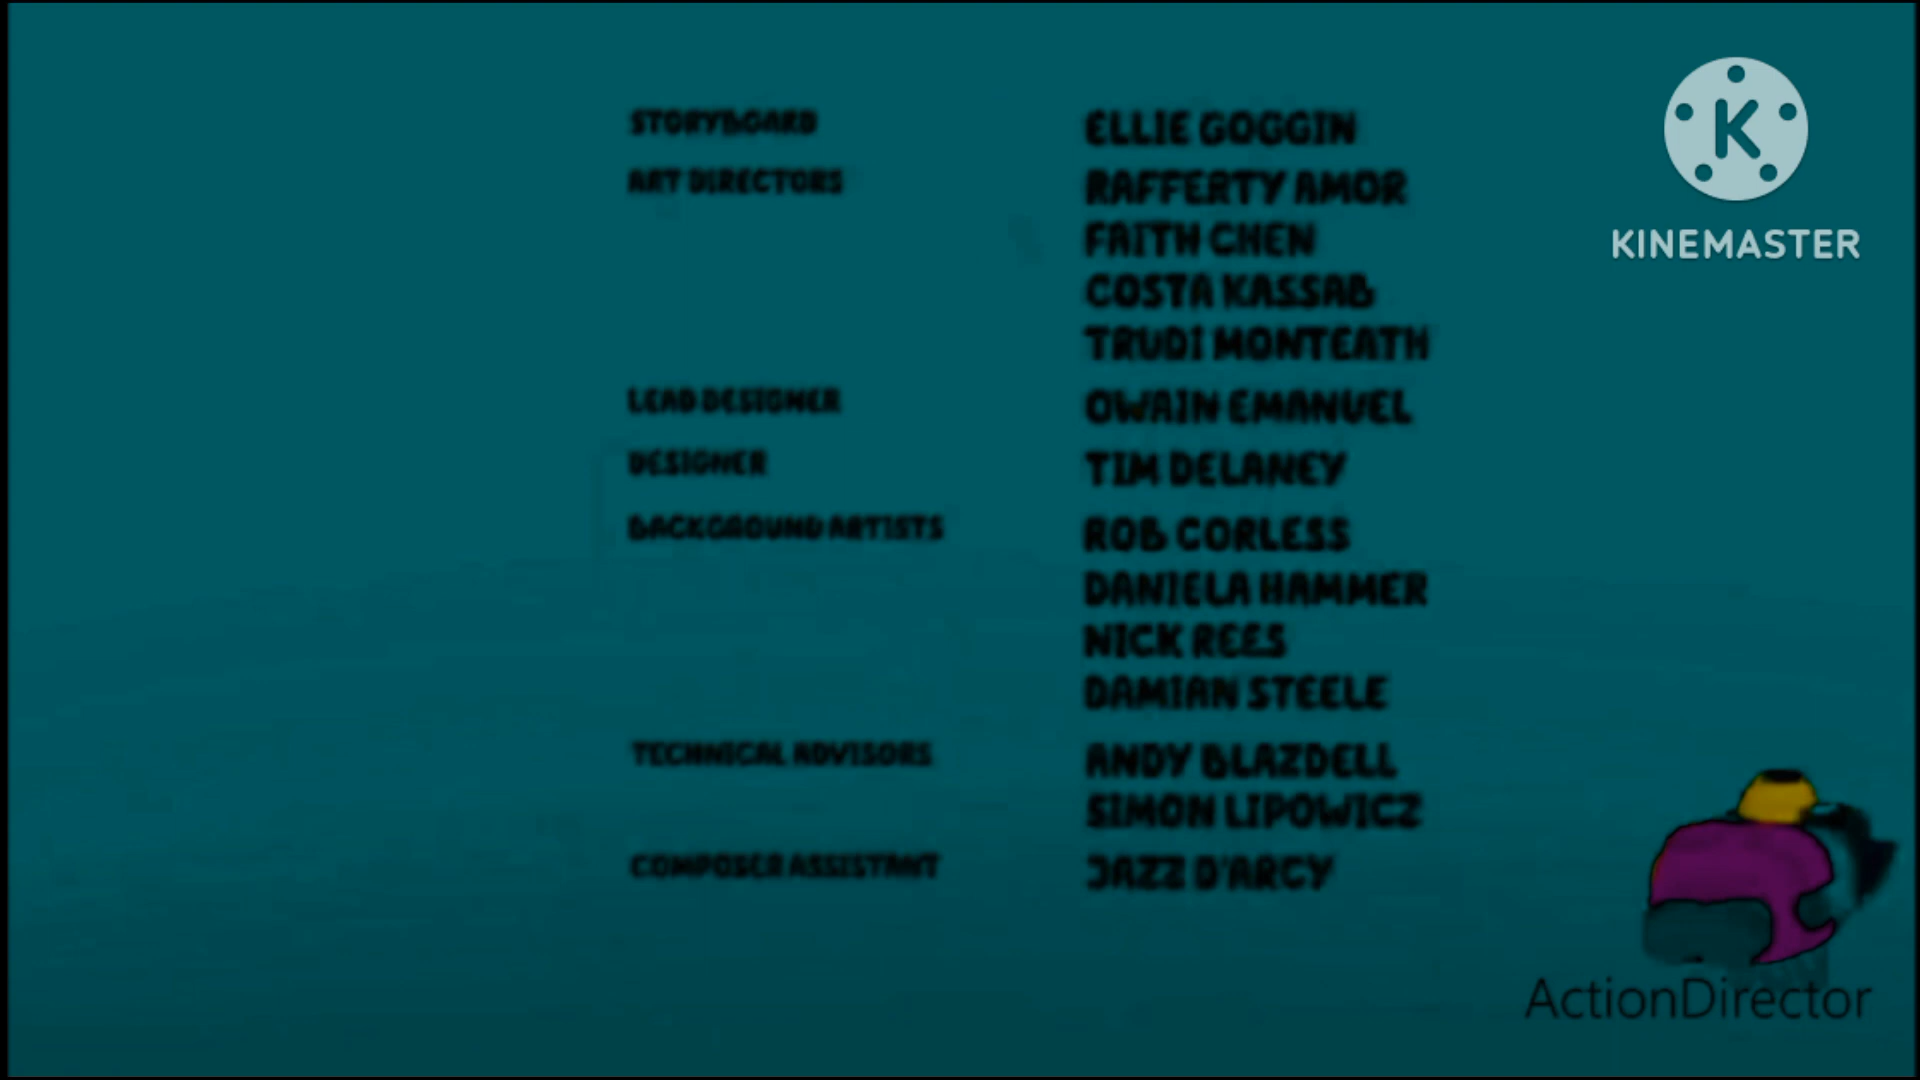 STORYBOARD ELLIE GOGGIN
ART DIRECTORS RAFFERTY AMOR
FAITH CHEN
COSTA KASSAB
TRUDI MONTEATH
LEAD DESIGNER OWAIN EMANUEL
DESIGNER TIM DELANEY
BACKGROUND ARTISTS ROB CORLESS
DANIELA HAMMER
NICK REES
DAMIAN STEELE
TECHNICAL ADVISORS ANDY BLAZDELL
SIMON LIPOWICZ
COMPOSER ASSISTANT JAZZ D'ARCY
K
KINEMASTER
ActionDirector